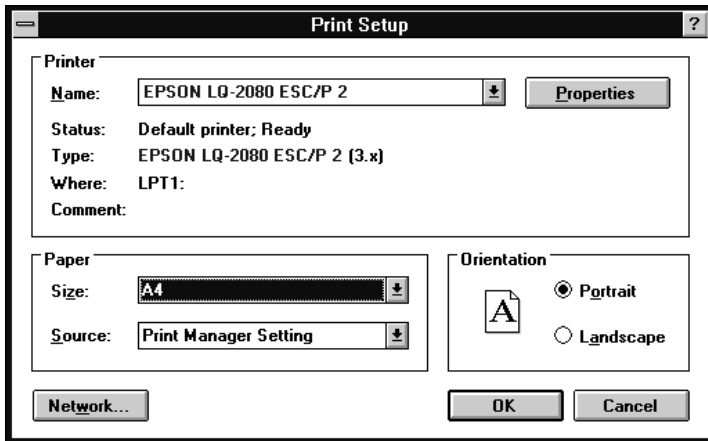 Print Setup
?
Printer
Name: EPSON LQ-2080 ESC/P 2 Properties
Status: Default printer; Ready
Type: EPSON LQ-2080 ESC/P 2 (3.x)
Where: LPT1:
Comment:
Paper
Size: A4
Source: Print Manager Setting
Orientation
A
Portrait
Landscape
Network... OK Cancel